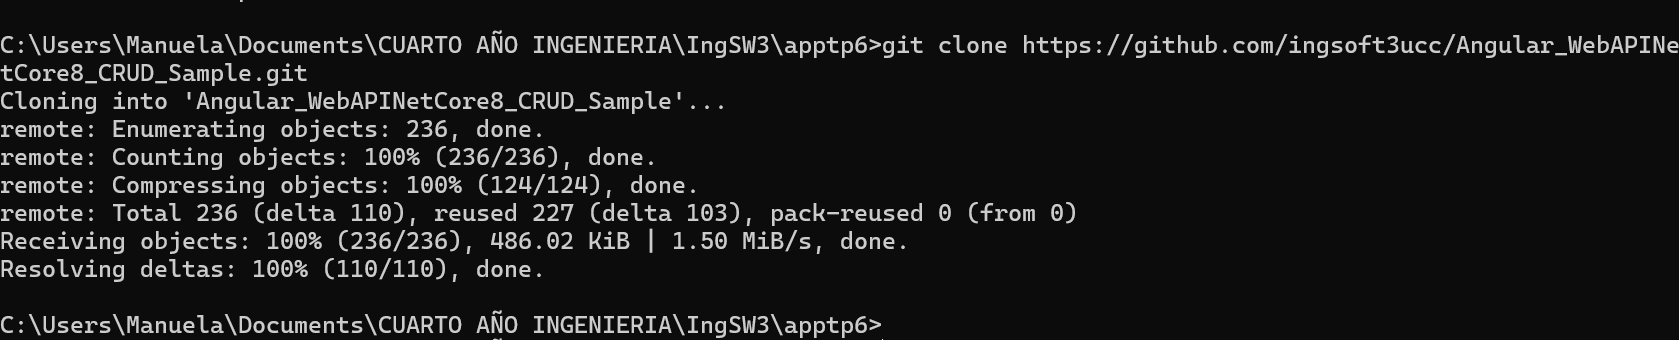 C:\Users\Manuela\Documents\CUARTO AÑO INGENIERIA\IngSW3\apptp6>git clone https://github.com/ingsoft3ucc/Angular_WebAPINe
tCore8_CRUD_Sample.git
Cloning into 'Angular_WebAPINetCore8_CRUD_Sample'...
remote: Enumerating objects: 236, done.
remote: Counting objects: 100% (236/236), done.
remote: Compressing objects: 100% (124/124), done.
remote: Total 236 (delta 110), reused 227 (delta 103), pack-reused 0 (from 0)
Receiving objects: 100% (236/236), 486.02 KiB | 1.50 MiB/s, done.
Resolving deltas: 100% (110/110), done.
C:\Users\Manuela\Documents\CUARTO AÑO INGENIERIA\IngSW3\apptp6>